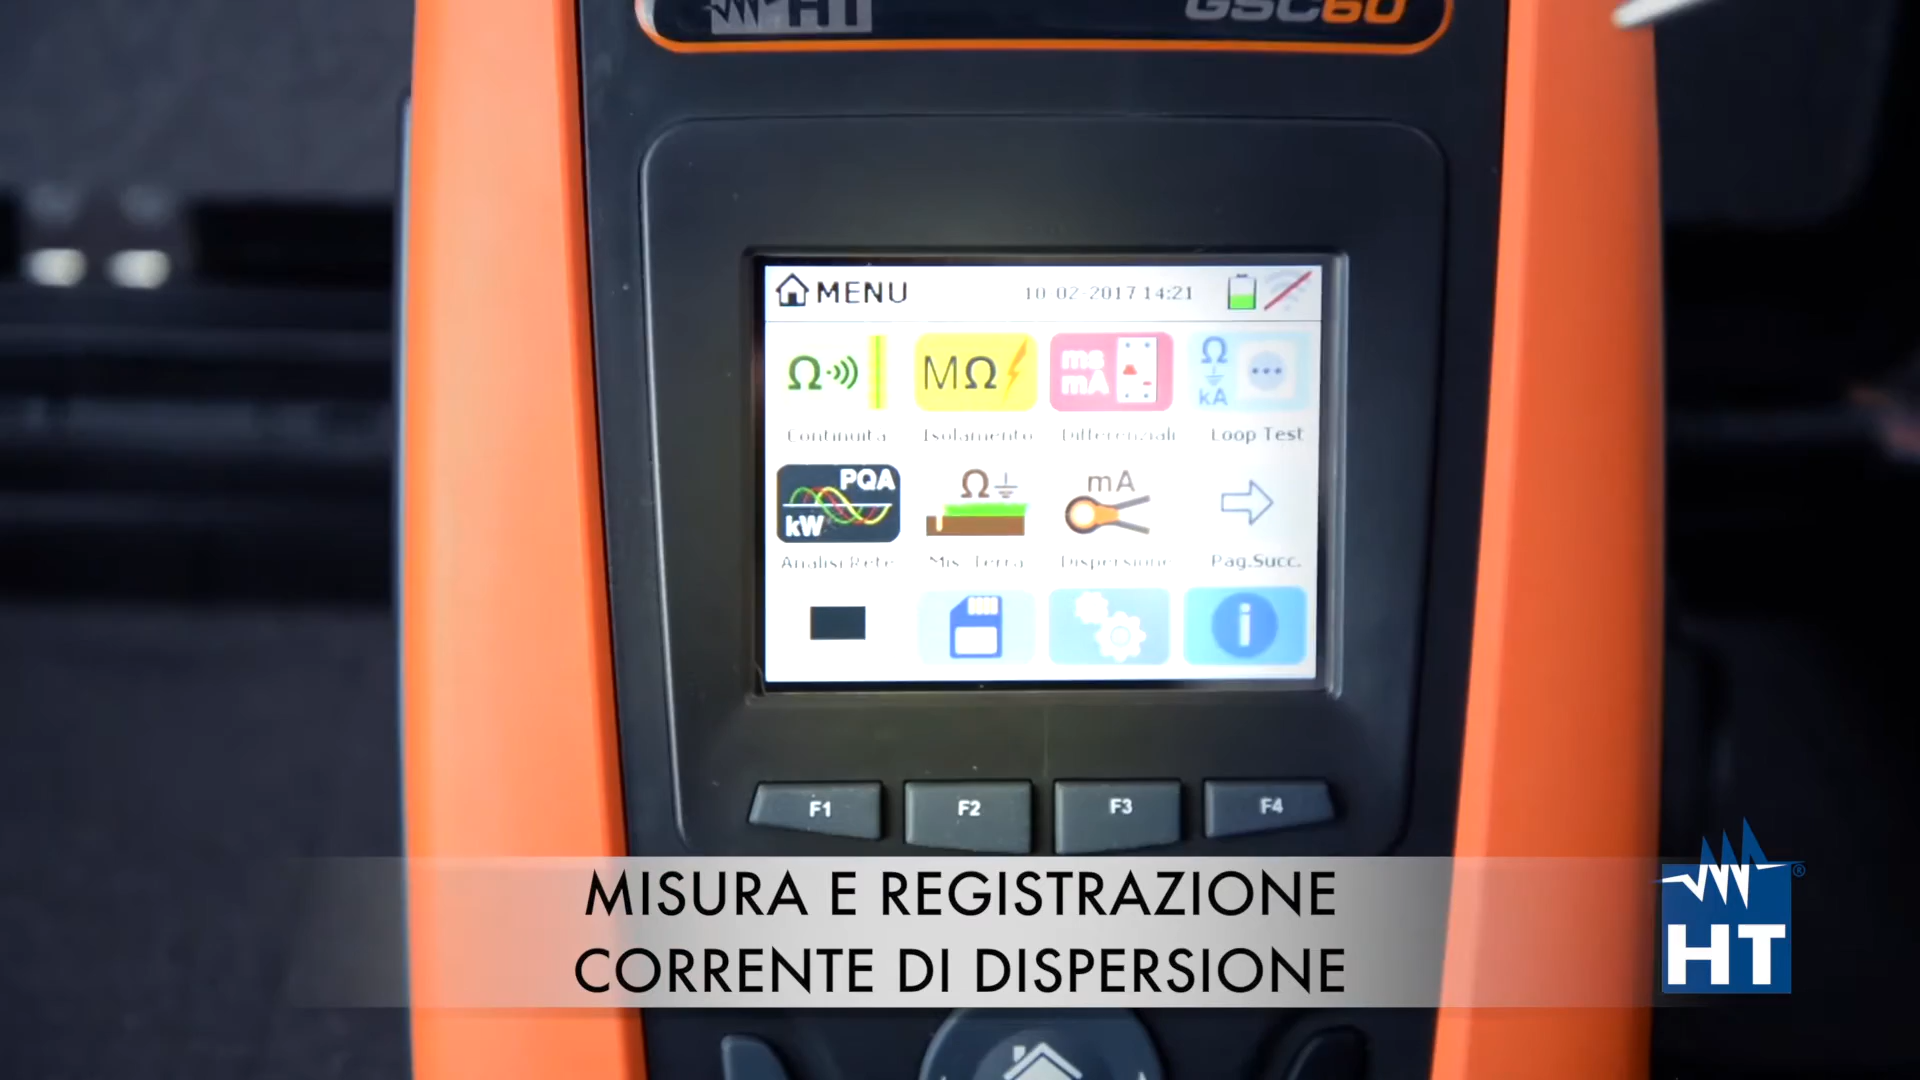 HT GSC60
MENU 10-02-2017 14:21
Ω MΩ ms mA Ω kA
Continuità Isolamento Differenziali Loop Test
PQA kW Ω mA
Analisi Rete Mis. Terra Dispersione Pag.Succ.
i
F1 F2 F3 F4
MISURA E REGISTRAZIONE
CORRENTE DI DISPERSIONE
HT®